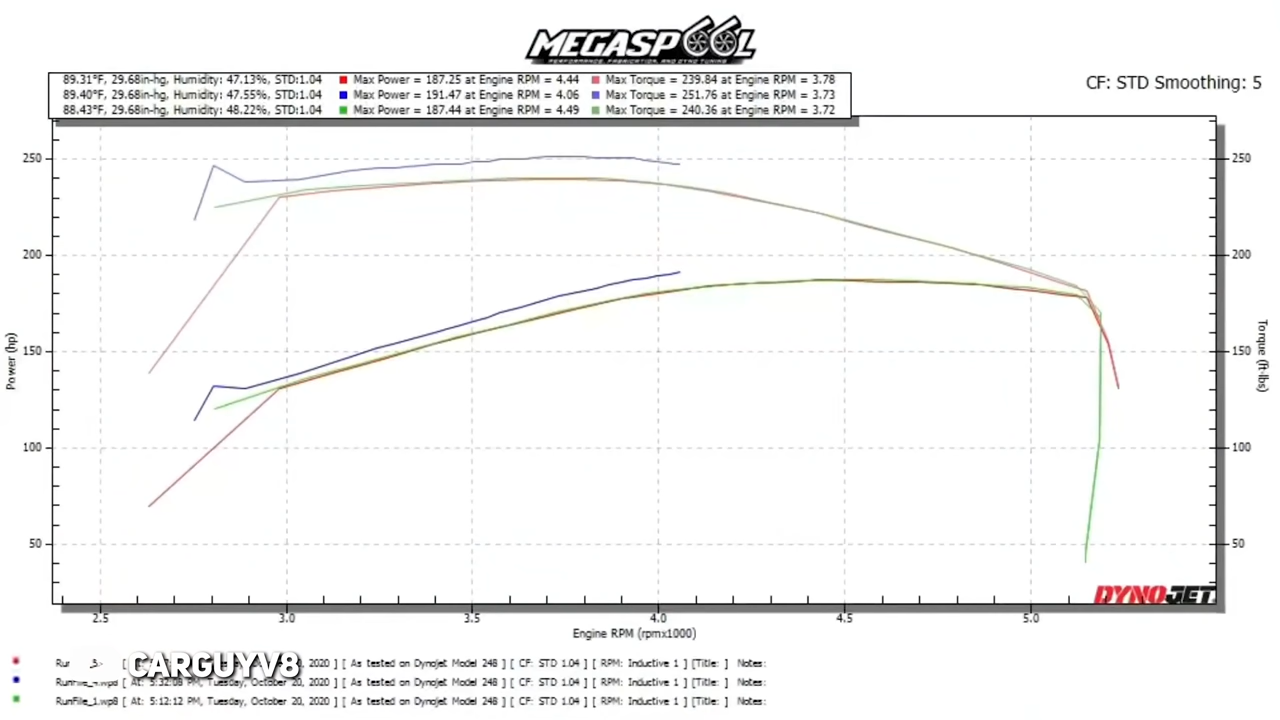 MEGASPOOL
PERFORMANCE, FABRICATION, AND DYNO TUNING
CF: STD Smoothing: 5
89.31°F, 29.68in-hg, Humidity: 47.13%, STD:1.04 Max Power = 187.25 at Engine RPM = 4.44 Max Torque = 239.84 at Engine RPM = 3.78
89.40°F, 29.68in-hg, Humidity: 47.55%, STD:1.04 Max Power = 191.47 at Engine RPM = 4.06 Max Torque = 251.76 at Engine RPM = 3.73
88.43°F, 29.68in-hg, Humidity: 48.22%, STD:1.04 Max Power = 187.44 at Engine RPM = 4.49 Max Torque = 240.36 at Engine RPM = 3.72
250 250
200 200
150 150
100 100
50 50
Power (hp)
Torque (ft-lbs)
DYNOJET
2.5 3.0 3.5 4.0 4.5 5.0
Engine RPM (rpmx1000)
2020 ] [ As tested on Dynojet Model 248 ] [ CF: STD 1.04 ] [ RPM: Inductive 1 ] [Title: ] Notes:
CARGUYV8
RunFile_4.wp8 [ At: 5:32:08 PM, Tuesday, October 20, 2020 ] [ As tested on Dynojet Model 248 ] [ CF: STD 1.04 ] [ RPM: Inductive 1 ] [Title: ] Notes:
RunFile_1.wp8 [ At: 5:12:12 PM, Tuesday, October 20, 2020 ] [ As tested on Dynojet Model 248 ] [ CF: STD 1.04 ] [ RPM: Inductive 1 ] [Title: ] Notes: